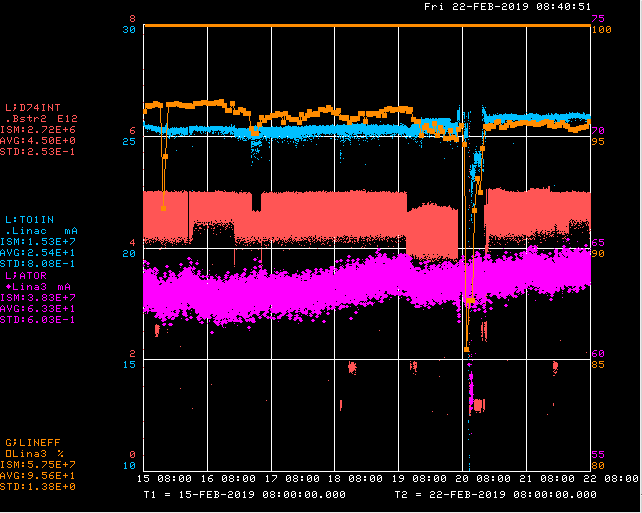 Fri 22-FEB-2019 08:40:51
8 75
30 100
L;D74INT
.Bstr2 E12
ISM:2.72E+6
AVG:4.50E+0
STD:2.53E-1
6 70
25 95
L:TO1IN
.Linac mA
ISM:1.53E+7
AVG:2.54E+1
STD:8.08E-1
4 65
20 90
L;ATOR
Lina3 mA
ISM:3.83E+7
AVG:6.33E+1
STD:6.03E-1
2 60
15 85
G;LINEFF
Lina3 %
ISM:5.75E+7
AVG:9.56E+1
STD:1.38E+0
0 55
10 80
15 08:00 16 08:00 17 08:00 18 08:00 19 08:00 20 08:00 21 08:00 22 08:00
T1 = 15-FEB-2019 08:00:00.000 T2 = 22-FEB-2019 08:00:00.000